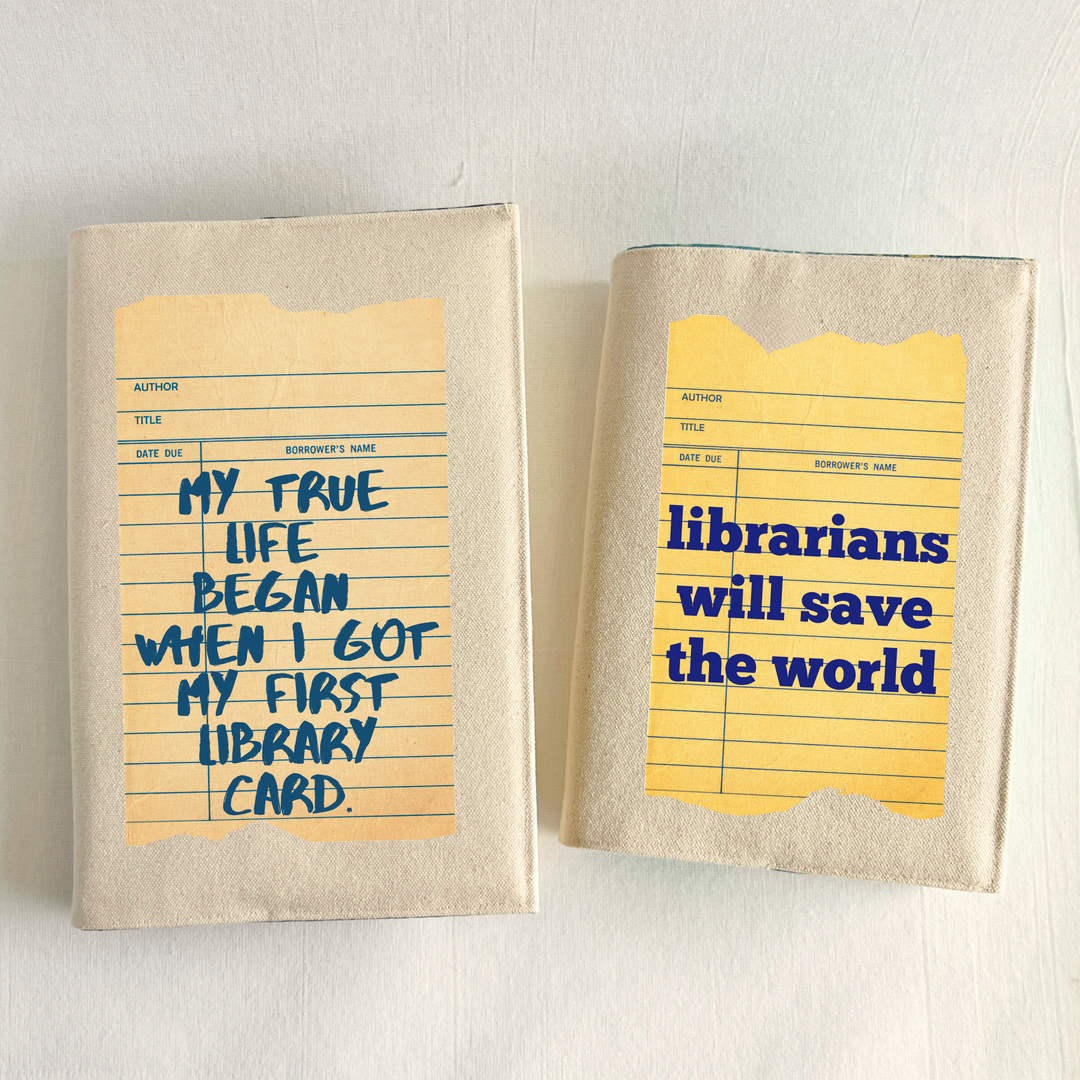 AUTHOR
TITLE
DATE DUE BORROWER'S NAME
MY TRUE
LIFE
BEGAN
WHEN I GOT
MY FIRST
LIBRARY
CARD.
AUTHOR
TITLE
DATE DUE BORROWER'S NAME
librarians
will save
the world